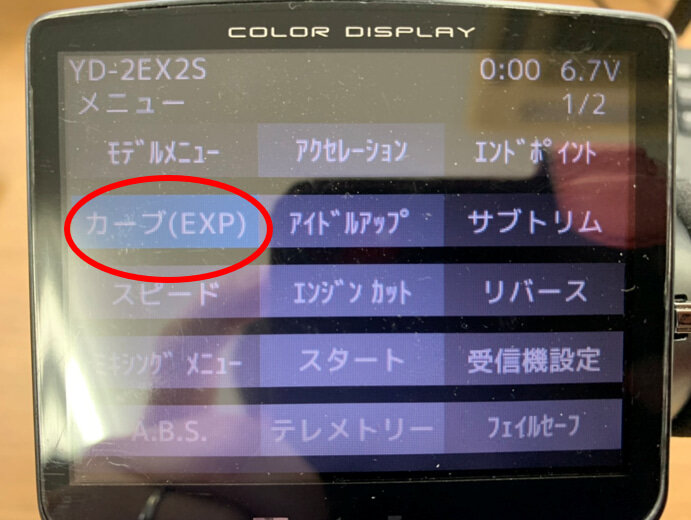 COLOR DISPLAY
YD-2EX2S 0:00 6.7V
メニュー 1/2
モデルメニュー アクセレーション エンドポイント
カーブ(EXP) アイドルアップ サブトリム
スピード エンジンカット リバース
ミキシングメニュー スタート 受信機設定
A.B.S. テレメトリー フェイルセーフ